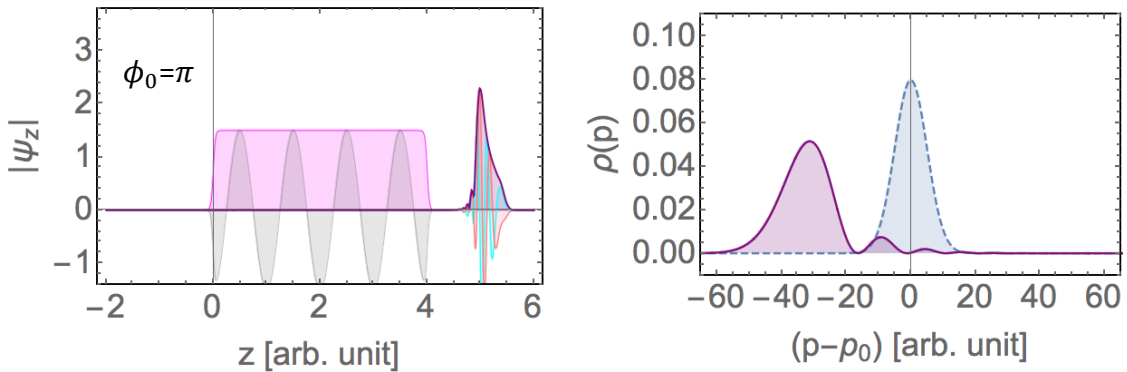 ϕ₀=π
|ψ_z|
3
2
1
0
−1
−2 0 2 4 6
z [arb. unit]
ρ(p)
0.10
0.08
0.06
0.04
0.02
0.00
−60 −40 −20 0 20 40 60
(p−p₀) [arb. unit]